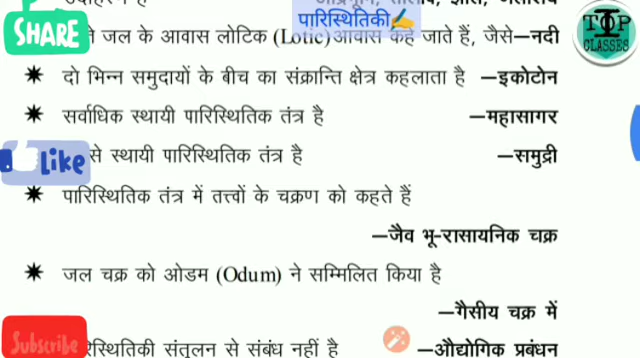 पारिस्थितिकी✍
SHARE
TOP
CLASSES
जल के आवास लोटिक (Lotic) आवास कहे जाते हैं, जैसे—नदी
✷ दो भिन्न समुदायों के बीच का संक्रान्ति क्षेत्र कहलाता है —इकोटोन
✷ सर्वाधिक स्थायी पारिस्थितिक तंत्र है —महासागर
Like
से स्थायी पारिस्थितिक तंत्र है —समुद्री
✷ पारिस्थितिक तंत्र में तत्त्वों के चक्रण को कहते हैं
—जैव भू-रासायनिक चक्र
✷ जल चक्र को ओडम (Odum) ने सम्मिलित किया है
—गैसीय चक्र में
Subscribe
रिस्थितिकी संतुलन से संबंध नहीं है —औद्योगिक प्रबंधन